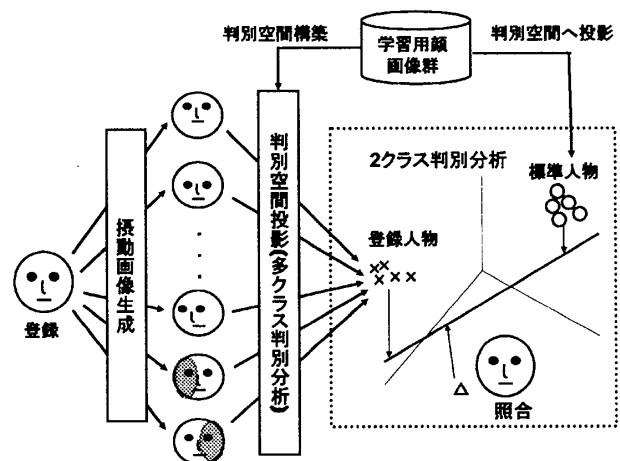 判別空間構築
学習用顔
画像群
判別空間へ投影
2クラス判別分析
標準人物
登録人物
判別空間投影(多クラス判別分析)
摂動画像生成
登録
照合